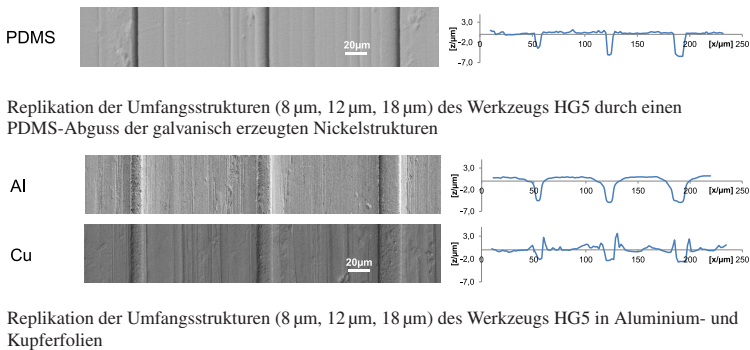 PDMS
20µm
3,0
-2,0
-7,0
[z/µm]
0 50 100 150 200 250
[x/µm]
Replikation der Umfangsstrukturen (8 µm, 12 µm, 18 µm) des Werkzeugs HG5 durch einen
PDMS-Abguss der galvanisch erzeugten Nickelstrukturen
Al
3,0
-2,0
-7,0
[z/µm]
0 50 100 150 200 [x/µm] 250
Cu
20µm
3,0
-2,0
-7,0
[z/µm]
0 50 100 150 200 [x/µm] 250
Replikation der Umfangsstrukturen (8 µm, 12 µm, 18 µm) des Werkzeugs HG5 in Aluminium- und
Kupferfolien